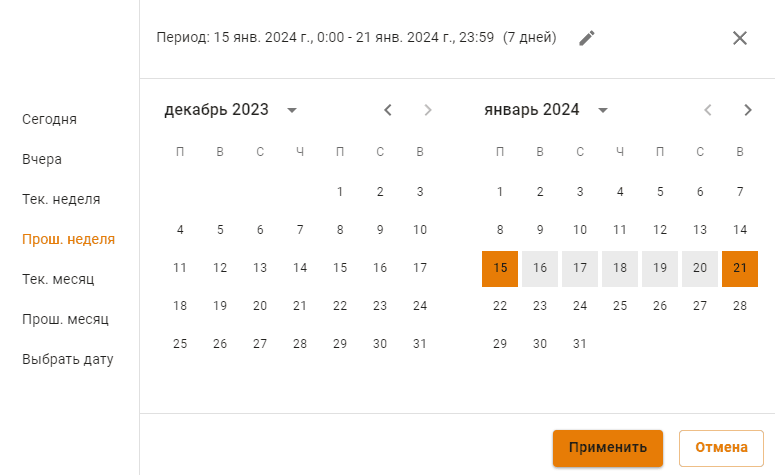 Период: 15 янв. 2024 г., 0:00 - 21 янв. 2024 г., 23:59 (7 дней)
Сегодня
Вчера
Тек. неделя
Прош. неделя
Тек. месяц
Прош. месяц
Выбрать дату
декабрь 2023
П В С Ч П С В
1 2 3
4 5 6 7 8 9 10
11 12 13 14 15 16 17
18 19 20 21 22 23 24
25 26 27 28 29 30 31
январь 2024
П В С Ч П С В
1 2 3 4 5 6 7
8 9 10 11 12 13 14
15 16 17 18 19 20 21
22 23 24 25 26 27 28
29 30 31
Применить
Отмена